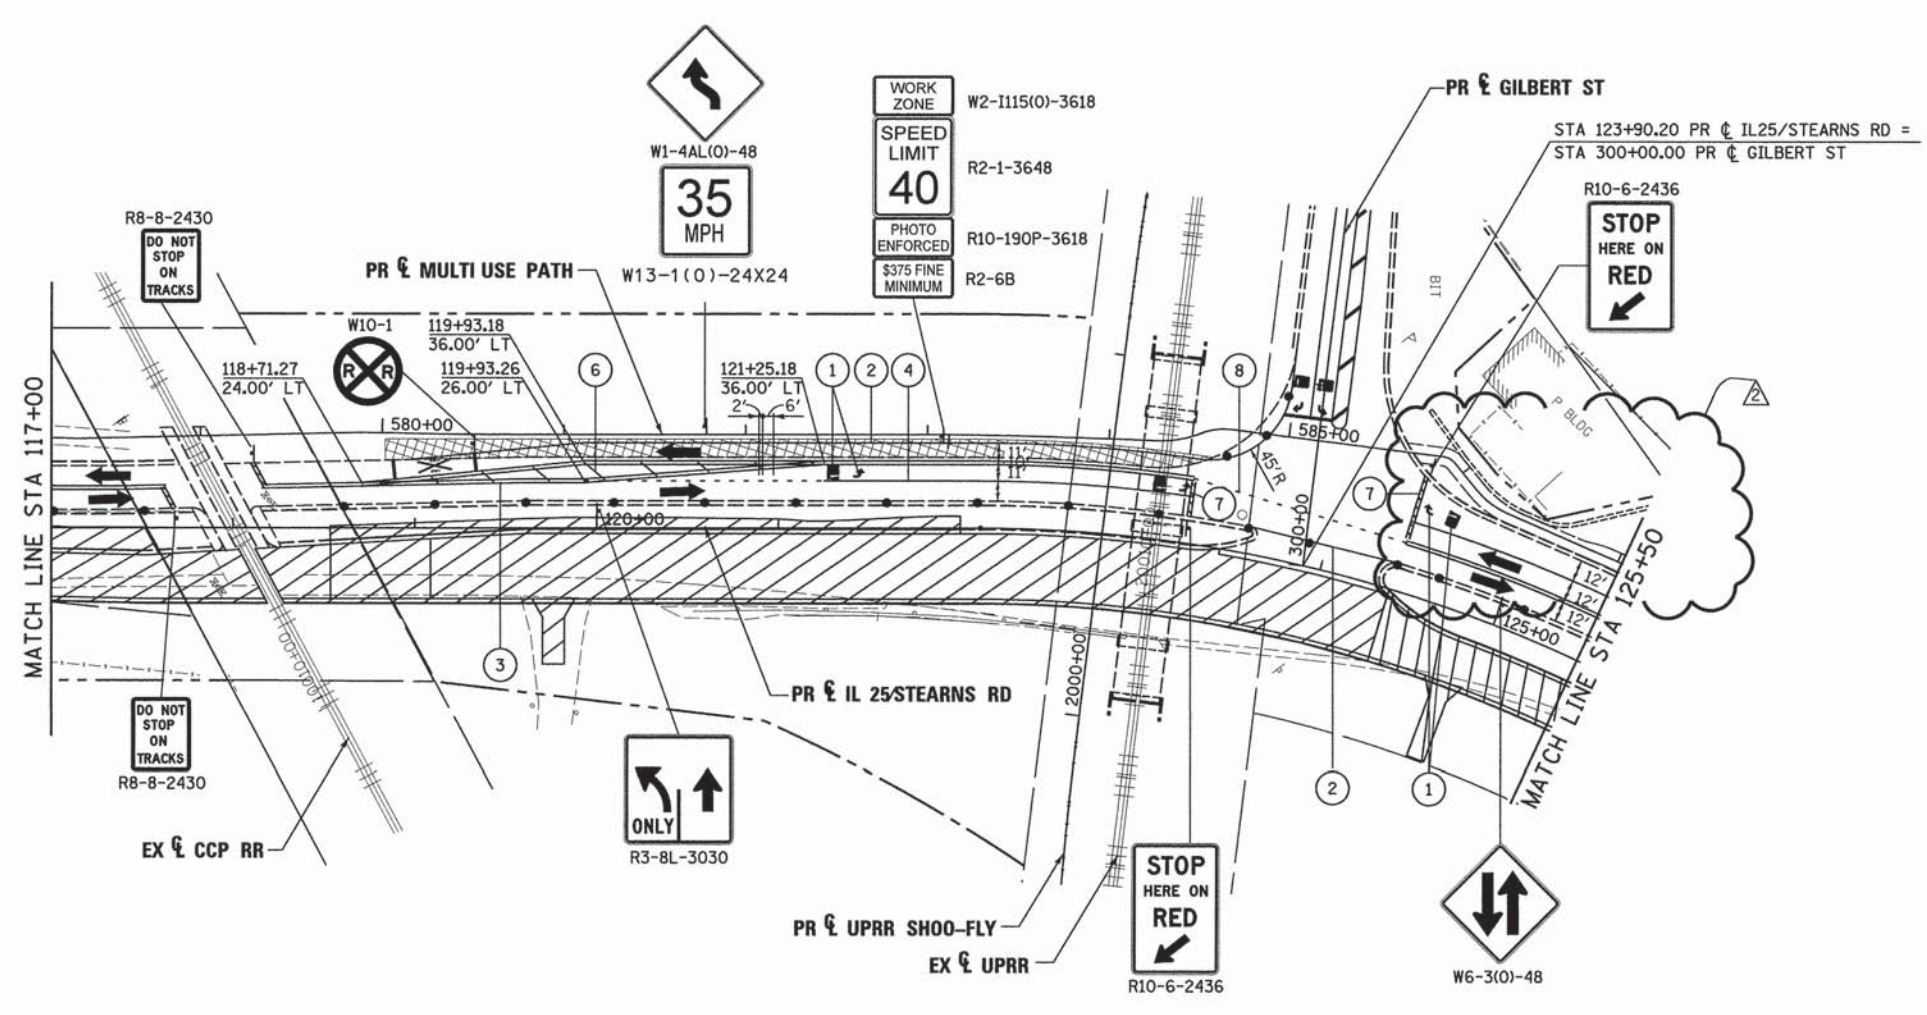 WORK
ZONE
W2-I115(O)-3618
SPEED
LIMIT
40
R2-1-3648
PHOTO
ENFORCED
R10-190P-3618
$375 FINE
MINIMUM
R2-6B
W1-4AL(O)-48
35
MPH
W13-1(O)-24X24
PR ℄ GILBERT ST
STA 123+90.20 PR ℄ IL25/STEARNS RD =
STA 300+00.00 PR ℄ GILBERT ST
R10-6-2436
STOP
HERE ON
RED
R8-8-2430
DO NOT
STOP
ON
TRACKS
PR ℄ MULTI USE PATH
W10-1
R R
119+93.18
36.00' LT
119+93.26
26.00' LT
118+71.27
24.00' LT
6
121+25.18
36.00' LT
2'
6'
1
2
4
8
BIT
P BLDG
2
MATCH LINE STA 117+00
580+00
585+00
45'R
11'
11'
7
7
300+00
120+00
12'
12'
12'
125+00
MATCH LINE STA 125+50
3
10010+00
2000+00
PR ℄ IL 25/STEARNS RD
DO NOT
STOP
ON
TRACKS
R8-8-2430
EX ℄ CCP RR
ONLY
R3-8L-3030
2
1
STOP
HERE ON
RED
R10-6-2436
PR ℄ UPRR SHOO-FLY
EX ℄ UPRR
W6-3(O)-48